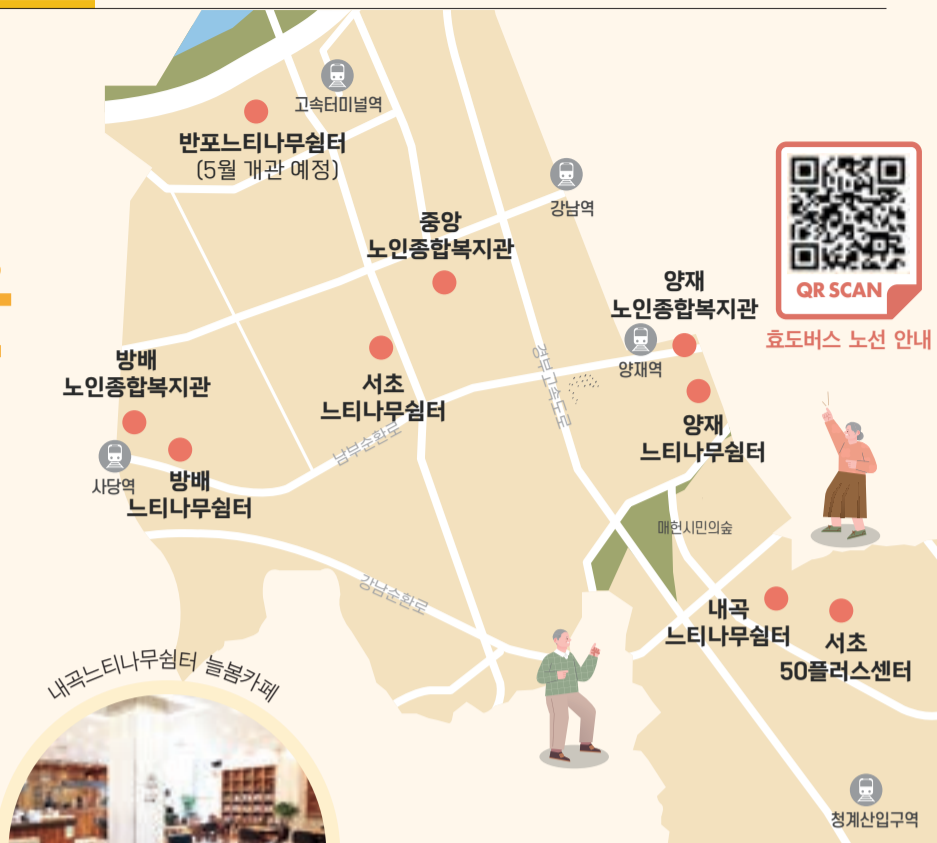 고속터미널역
반포느티나무쉼터
(5월 개관 예정)
강남역
중앙
노인종합복지관
QR SCAN
효도버스 노선 안내
양재
노인종합복지관
양재역
방배
노인종합복지관
서초
느티나무쉼터
경부고속도로
양재
느티나무쉼터
남부순환로
사당역
방배
느티나무쉼터
매헌시민의숲
강남순환로
내곡
느티나무쉼터
서초
50플러스센터
내곡느티나무쉼터 늘봄카페
청계산입구역